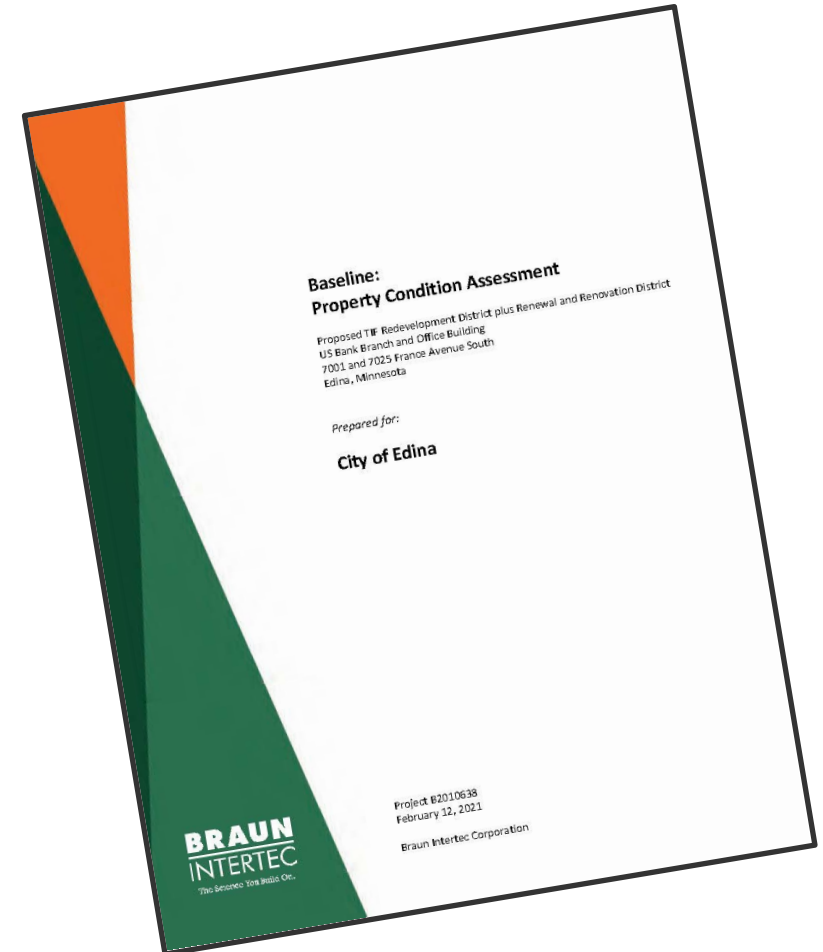 Baseline:
Property Condition Assessment
Proposed TIF Redevelopment District plus Renewal and Renovation District
US Bank Branch and Office Building
7001 and 7025 France Avenue South
Edina, Minnesota
Prepared for:
City of Edina
Project B2010638
February 12, 2021
Braun Intertec Corporation
BRAUN
INTERTEC
The Science You Build On.